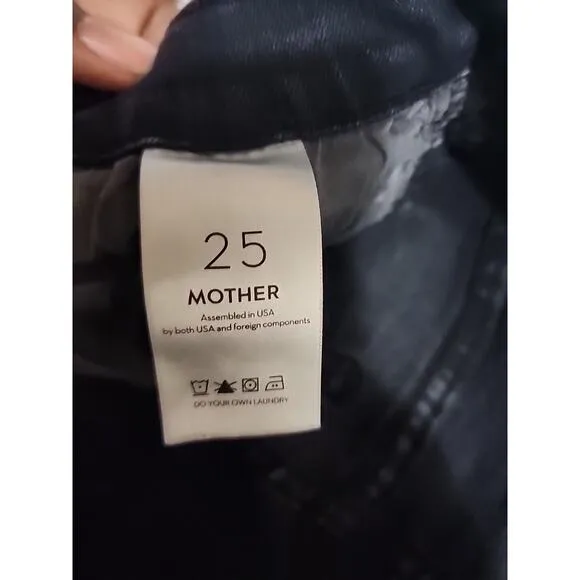 25
MOTHER
Assembled in USA
by both USA and foreign components
DO YOUR OWN LAUNDRY